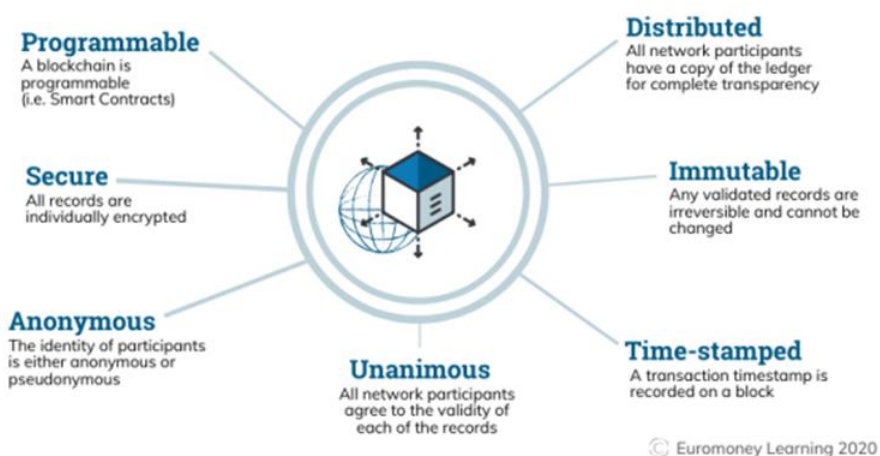 Programmable
A blockchain is
programmable
(i.e. Smart Contracts)
Distributed
All network participants
have a copy of the ledger
for complete transparency
Secure
All records are
individually encrypted
Immutable
Any validated records are
irreversible and cannot be
changed
Anonymous
The identity of participants
is either anonymous or
pseudonymous
Unanimous
All network participants
agree to the validity of
each of the records
Time-stamped
A transaction timestamp is
recorded on a block
© Euromoney Learning 2020